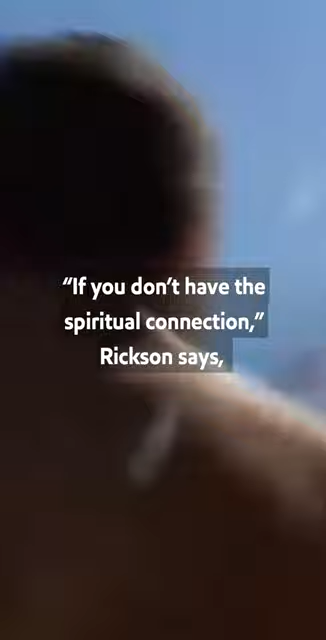 “If you don’t have the
spiritual connection,”
Rickson says,